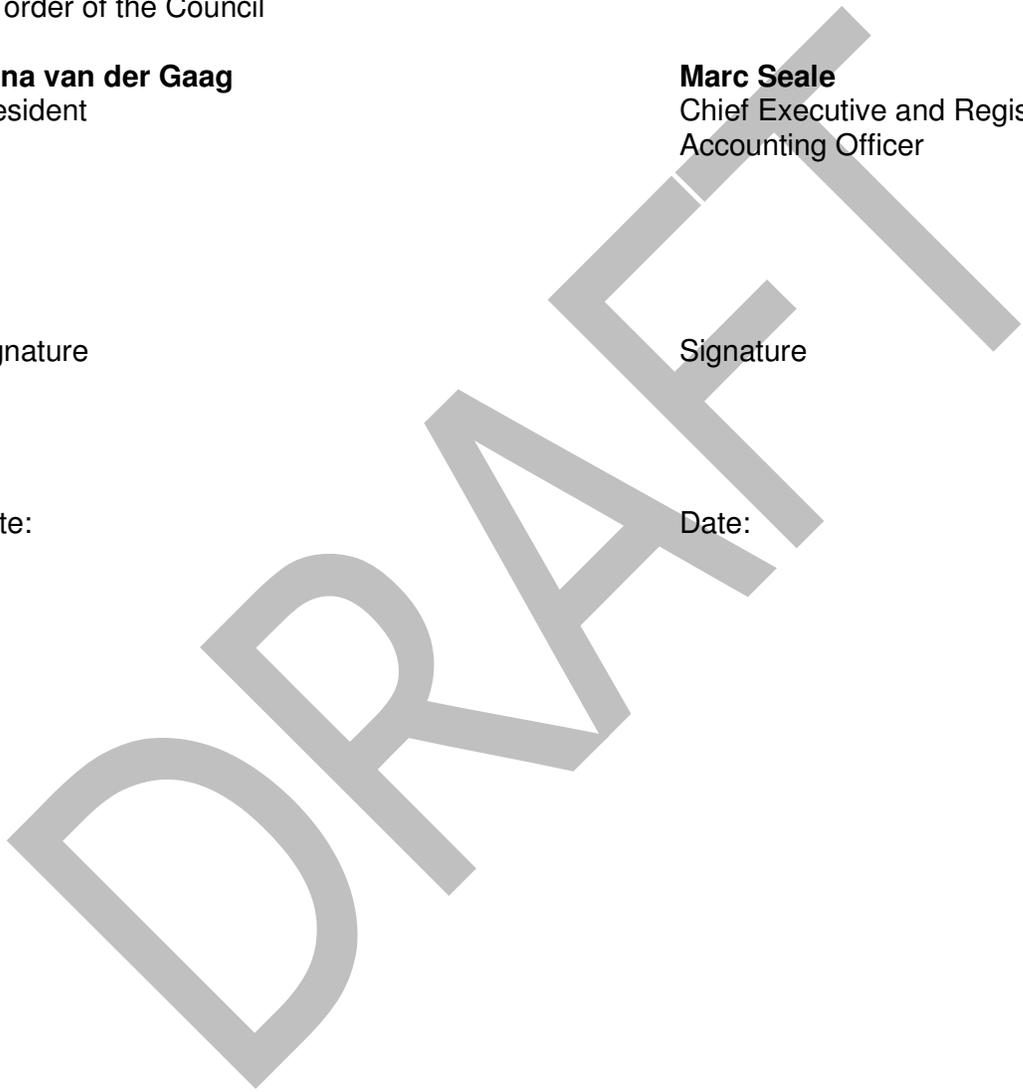 order of the Council
na van der Gaag
esident
Marc Seale
Chief Executive and Regis
Accounting Officer
gnature
Signature
te:
Date:
DRAFT